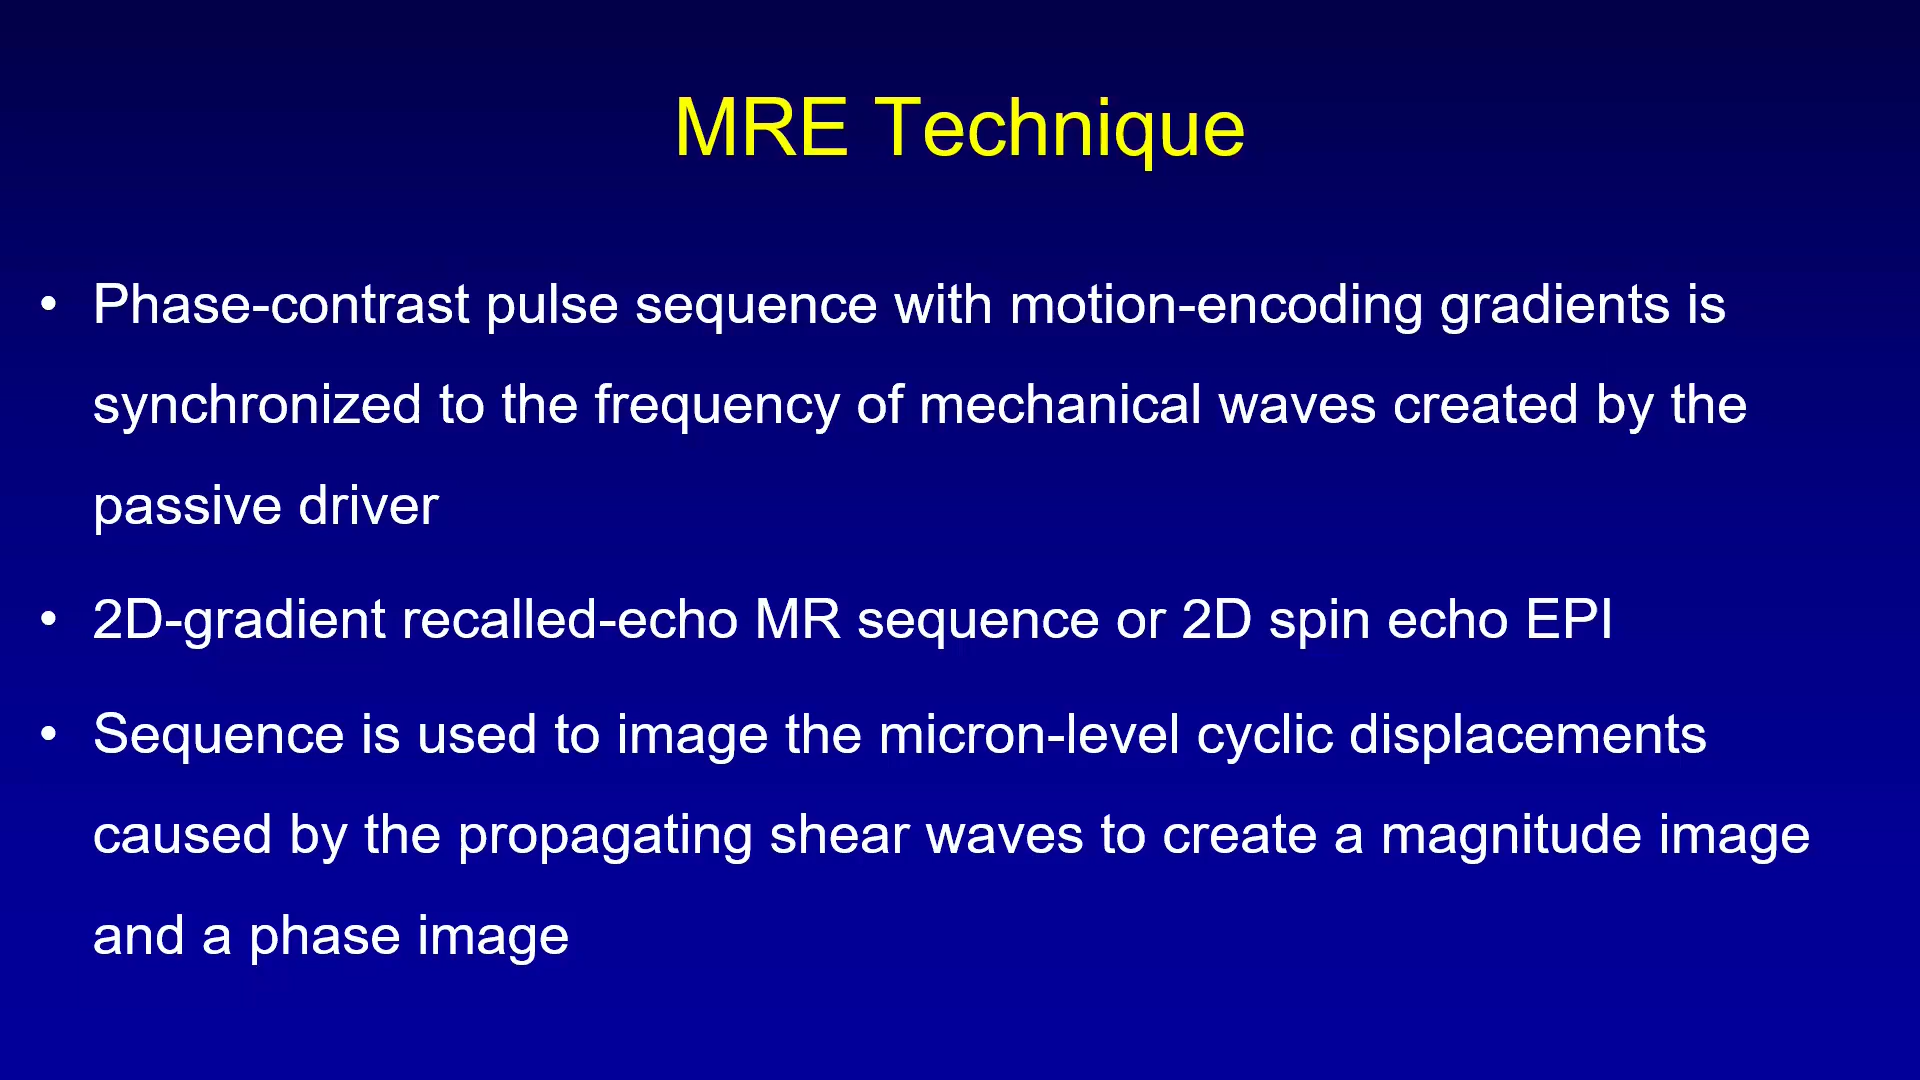 MRE Technique
• Phase-contrast pulse sequence with motion-encoding gradients is
synchronized to the frequency of mechanical waves created by the
passive driver
• 2D-gradient recalled-echo MR sequence or 2D spin echo EPI
• Sequence is used to image the micron-level cyclic displacements
caused by the propagating shear waves to create a magnitude image
and a phase image